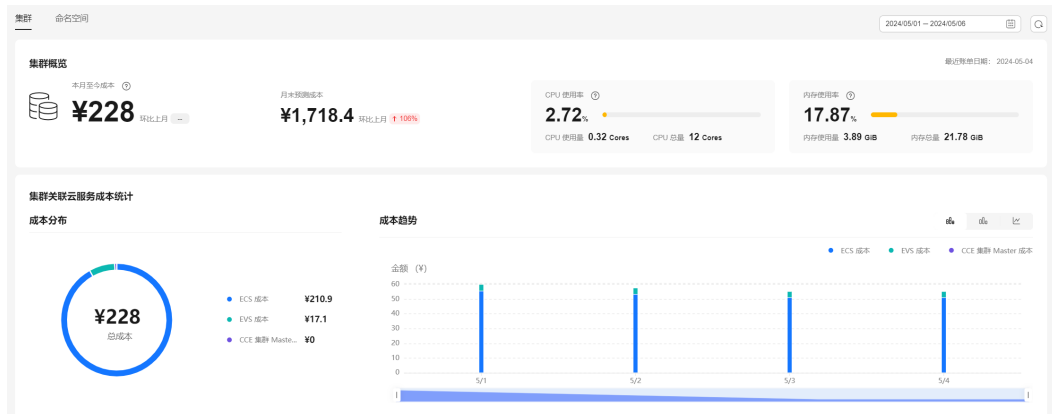 集群 命名空间
2024/05/01 – 2024/05/06
集群概览
最近账单日期： 2024-05-04
本月至今成本
¥228 环比上月 --
月末预测成本
¥1,718.4 环比上月 ↑ 106%
CPU 使用率
2.72%
CPU 使用量 0.32 Cores CPU 总量 12 Cores
内存使用率
17.87%
内存使用量 3.89 GiB 内存总量 21.78 GiB
集群关联云服务成本统计
成本分布
¥228
总成本
ECS 成本 ¥210.9
EVS 成本 ¥17.1
CCE 集群 Maste... ¥0
成本趋势
ECS 成本 EVS 成本 CCE 集群 Master 成本
金额 (¥)
60
50
40
30
20
10
0
5/1 5/2 5/3 5/4